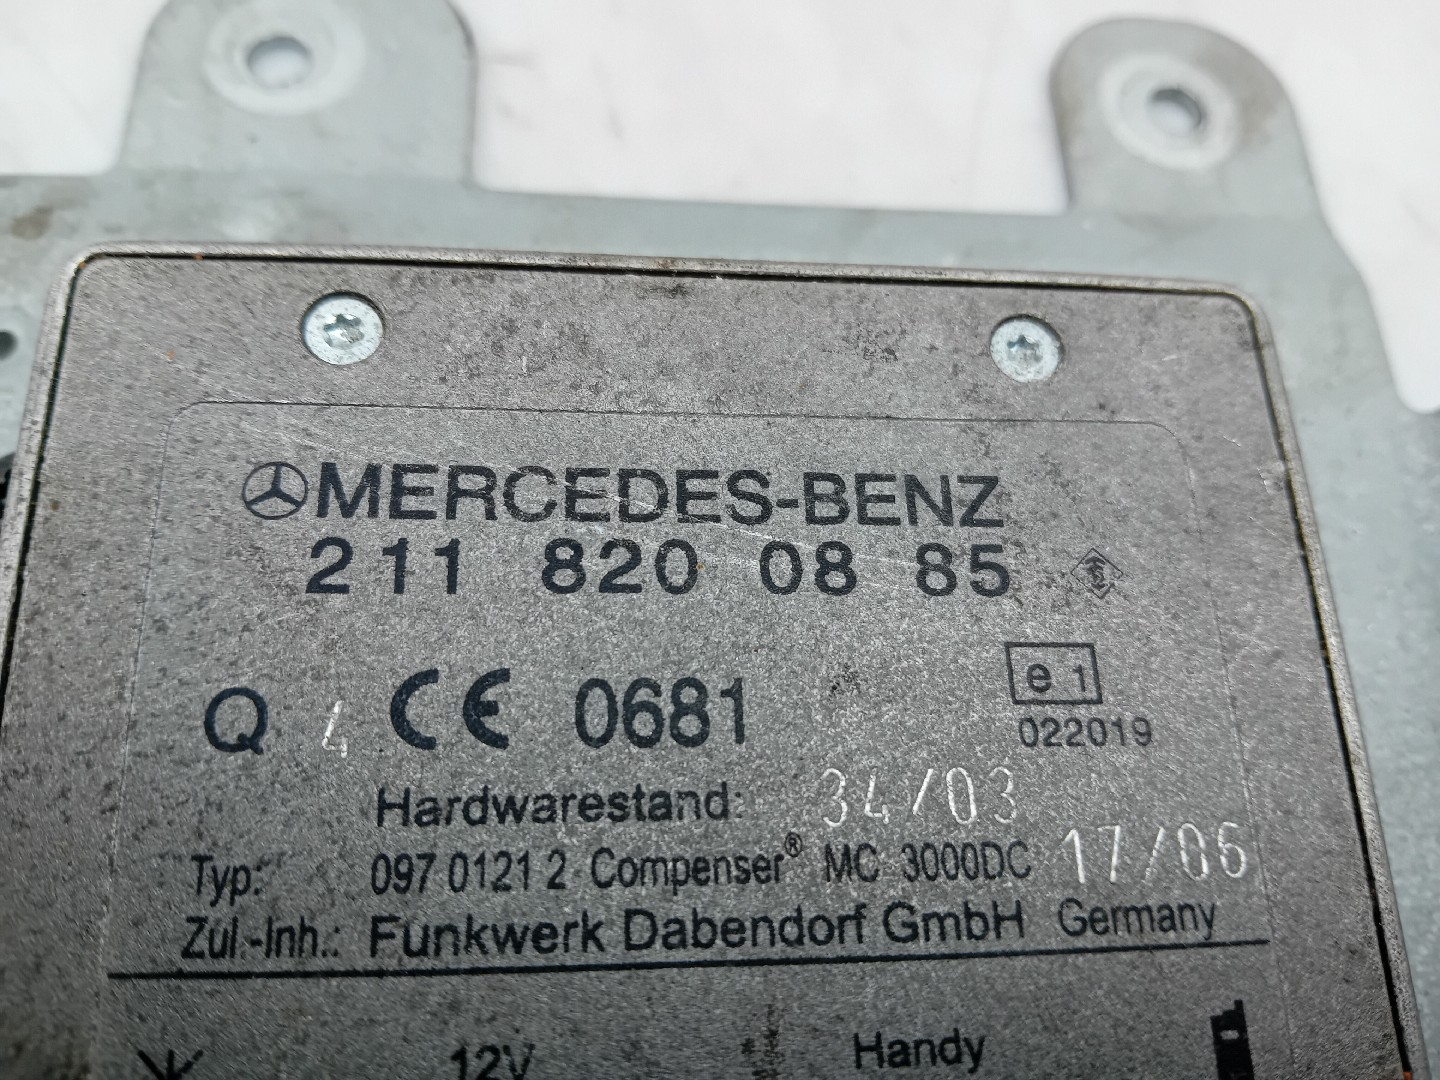 MERCEDES-BENZ
211 820 08 85
Q 4 CE 0681
e 1
022019
Hardwarestand: 34/03
Typ: 097 0121 2 Compenser® MC 3000DC 17/06
Zul.-Inh.: Funkwerk Dabendorf GmbH Germany
12V Handy